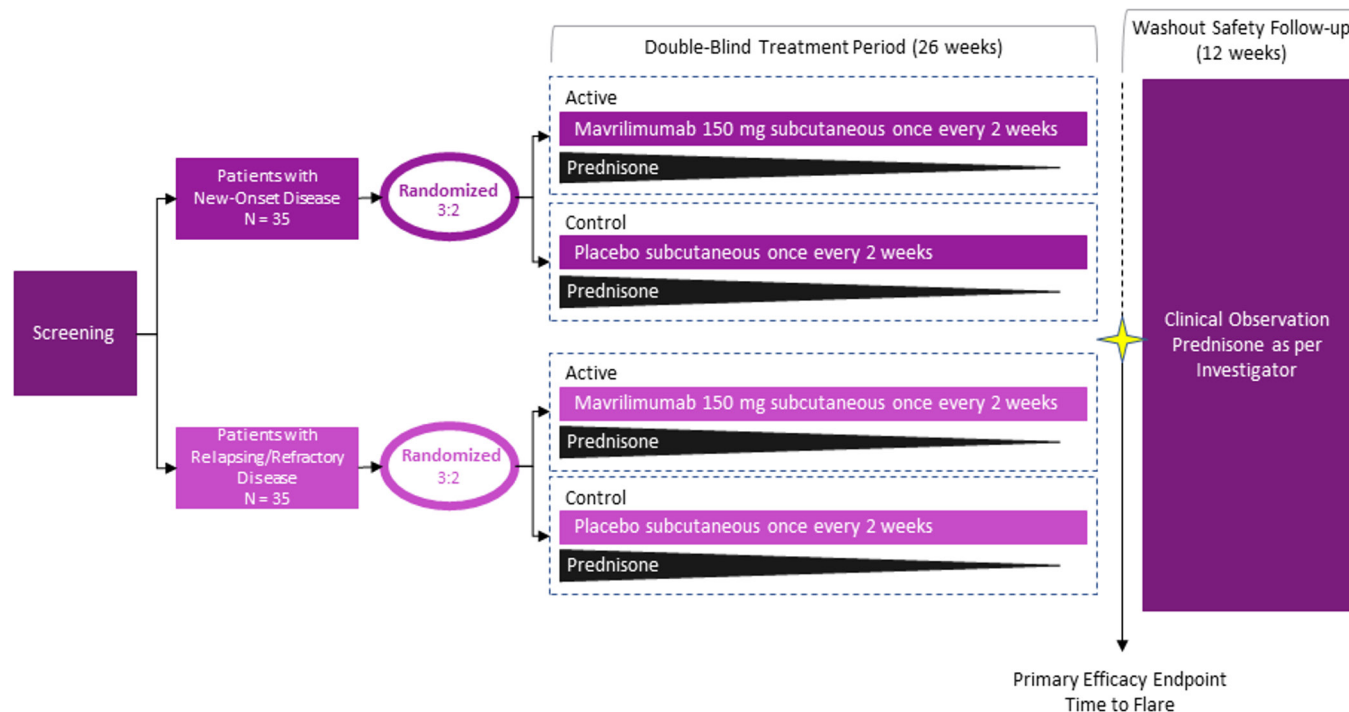 Double-Blind Treatment Period (26 weeks)
Washout Safety Follow-up
(12 weeks)
Screening
Patients with
New-Onset Disease
N = 35
Randomized
3:2
Active
Mavrilimumab 150 mg subcutaneous once every 2 weeks
Prednisone
Control
Placebo subcutaneous once every 2 weeks
Prednisone
Patients with
Relapsing/Refractory
Disease
N = 35
Randomized
3:2
Active
Mavrilimumab 150 mg subcutaneous once every 2 weeks
Prednisone
Control
Placebo subcutaneous once every 2 weeks
Prednisone
Clinical Observation
Prednisone as per
Investigator
Primary Efficacy Endpoint
Time to Flare